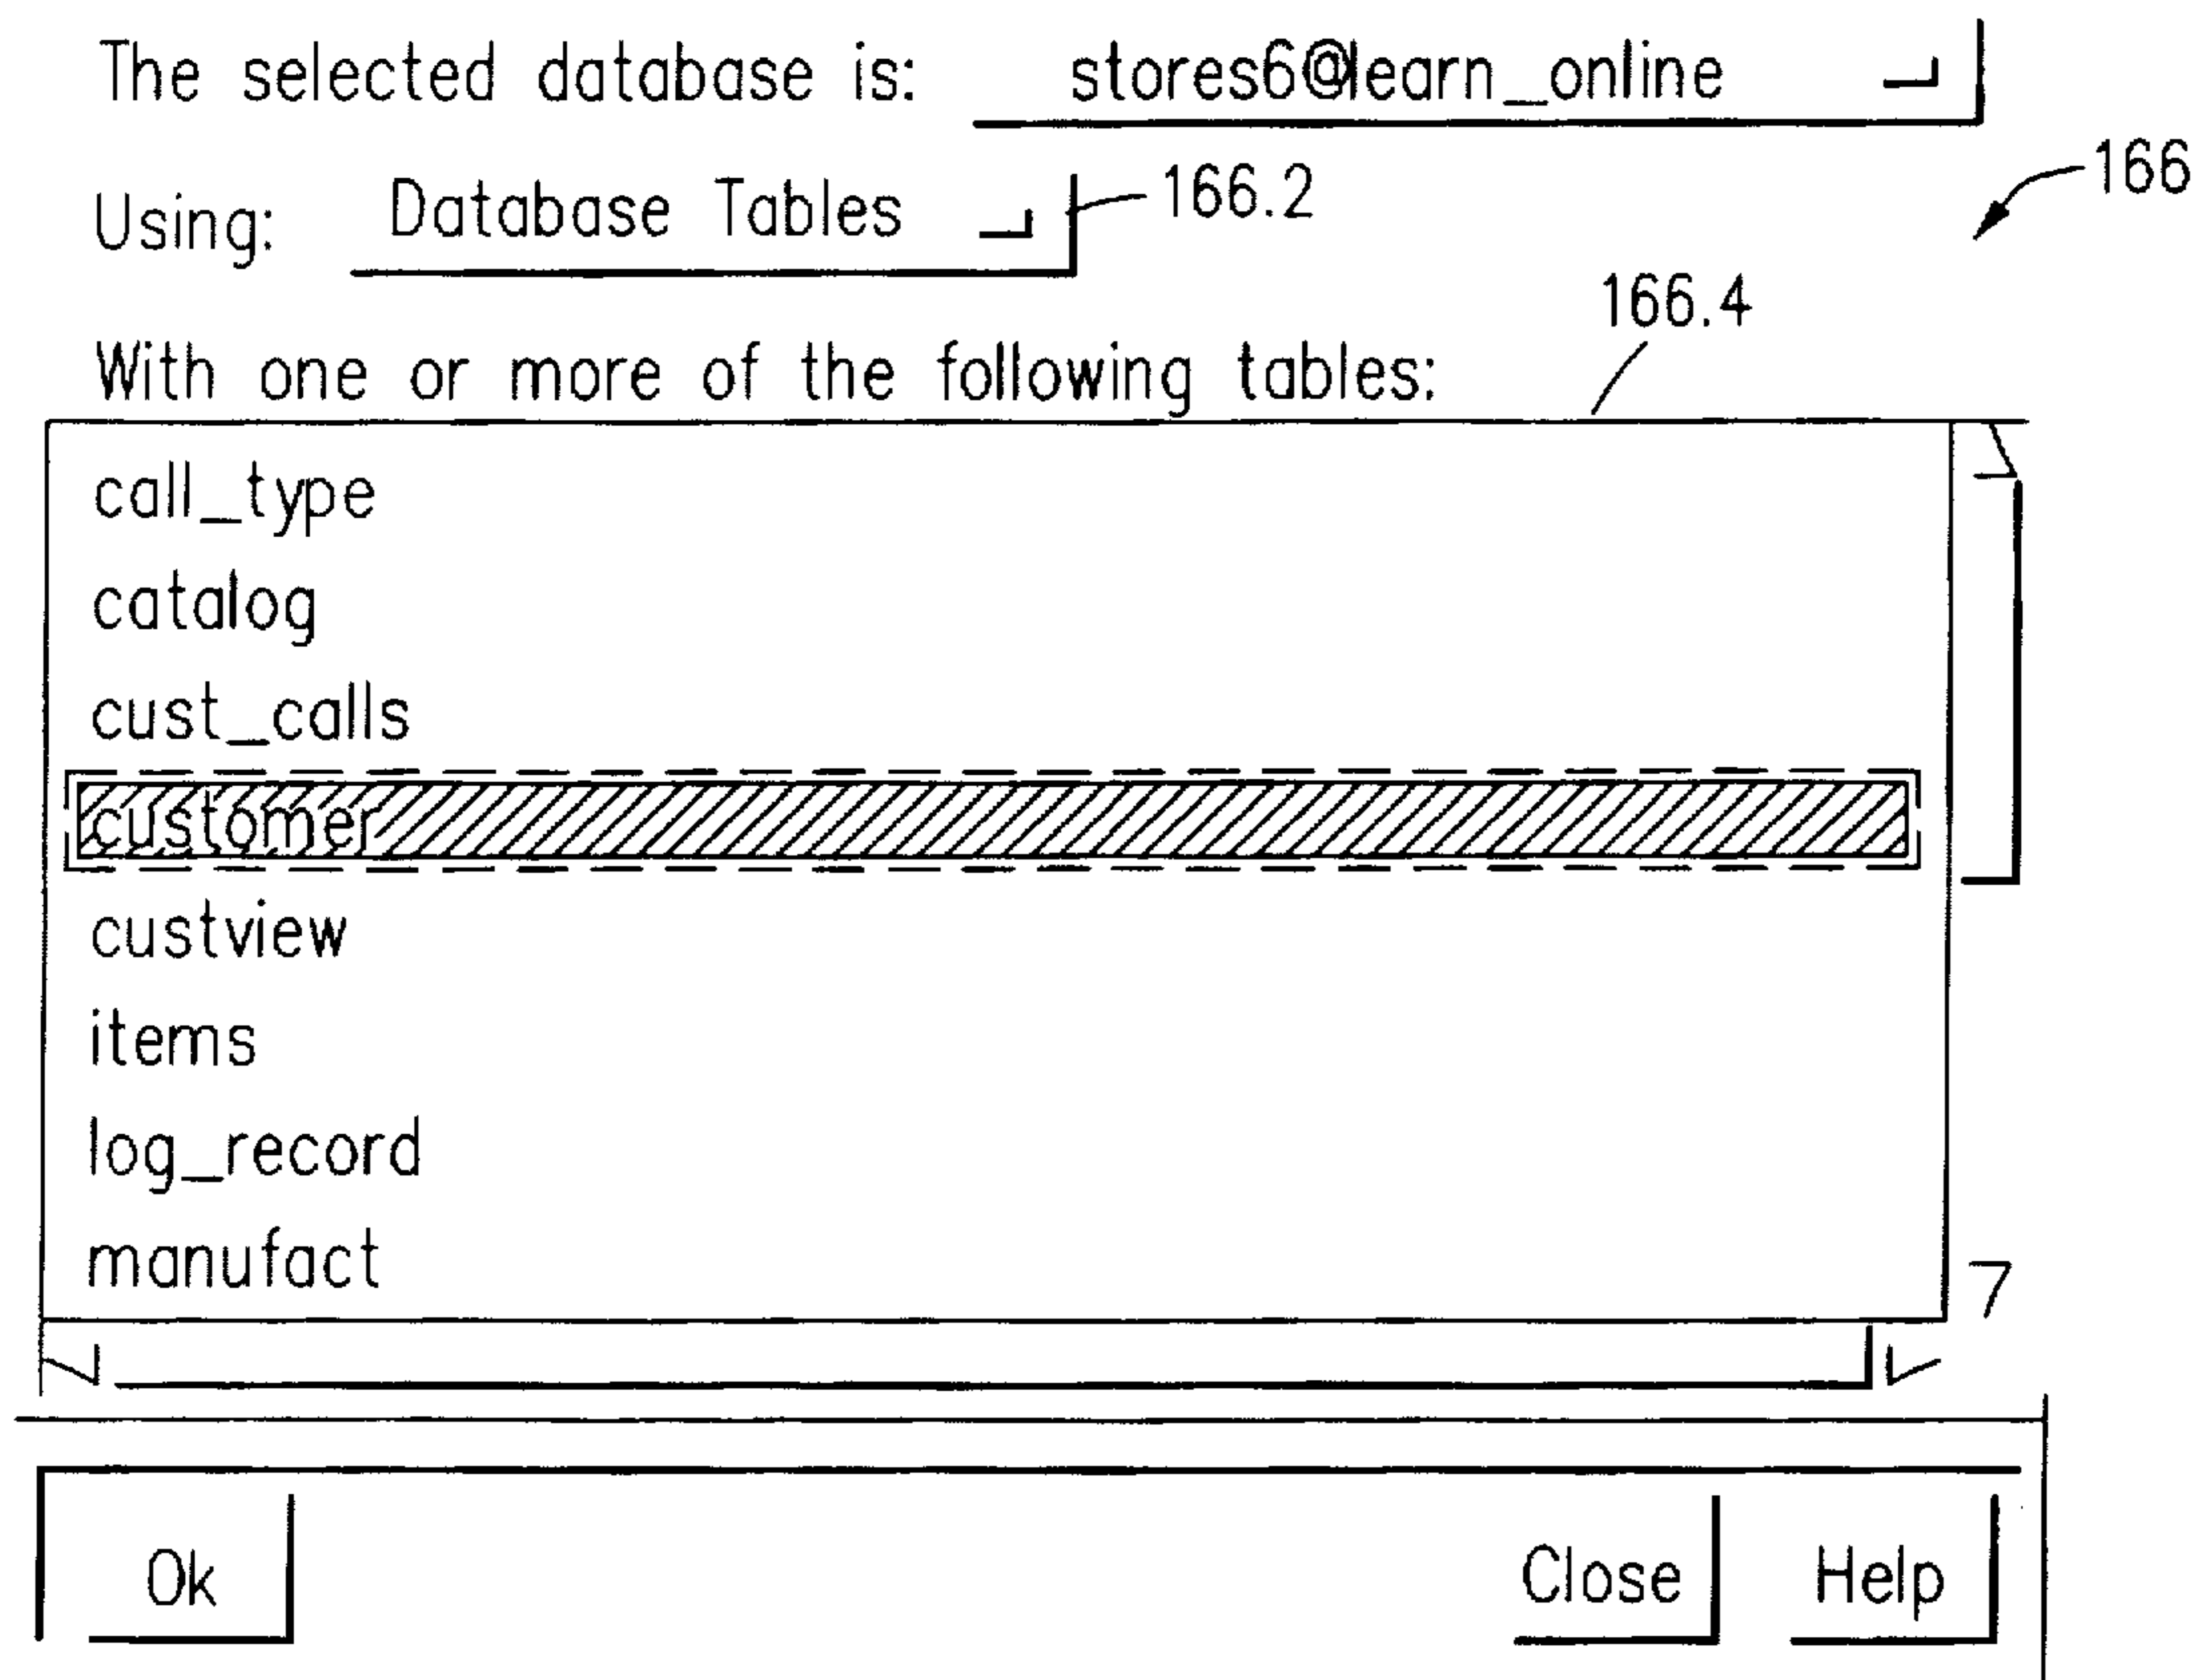 The selected database is: stores6@learn_online
166
Using: Database Tables 166.2
166.4
With one or more of the following tables:
call_type
catalog
cust_calls
customer
custview
items
log_record
manufact
Ok Close Help